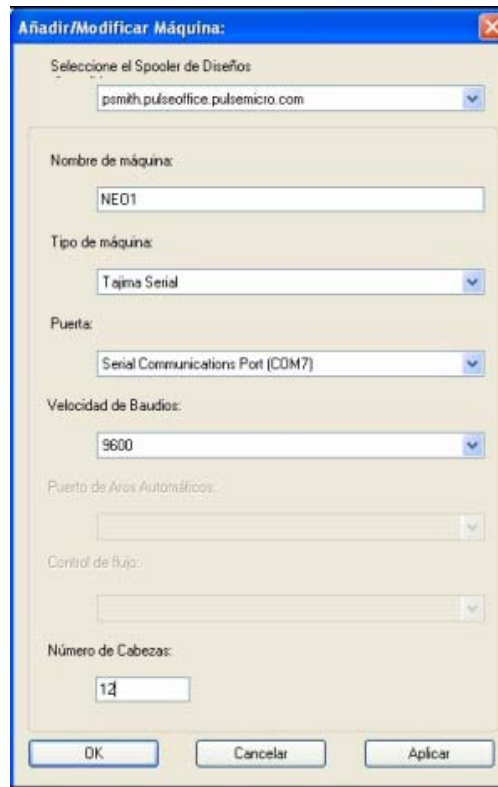 Añadir/Modificar Máquina:
Seleccione el Spooler de Diseños
psmith.pulseoffice.pulsemicro.com
Nombre de máquina:
NEO1
Tipo de máquina:
Tajima Serial
Puerta:
Serial Communications Port (COM7)
Velocidad de Baudios:
9600
Puerto de Aros Automáticos:
Control de flujo:
Número de Cabezas:
12
OK Cancelar Aplicar